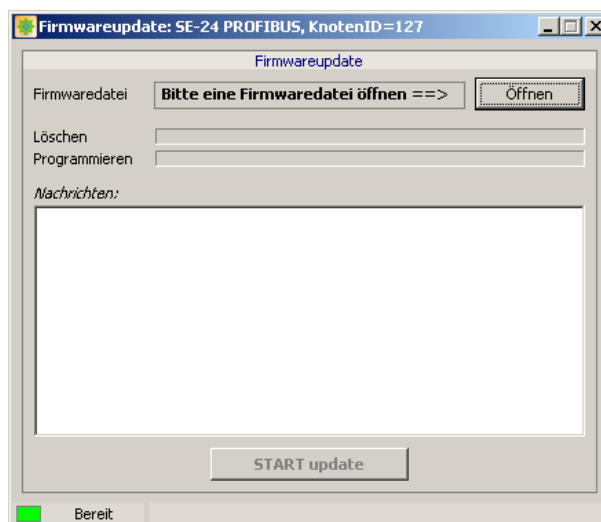 Firmwareupdate: SE-24 PROFIBUS, KnotenID=127
Firmwareupdate
Firmwaredatei Bitte eine Firmwaredatei öffnen ==> Öffnen
Löschen
Programmieren
Nachrichten:
START update
Bereit